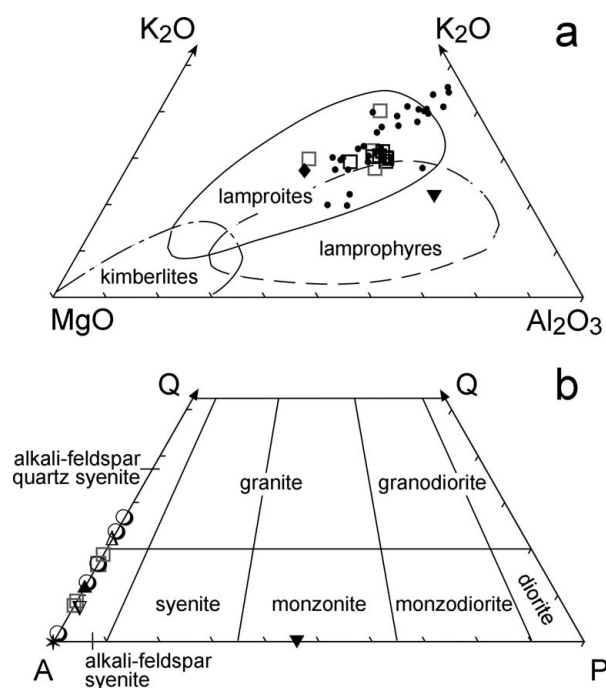 K2O K2O a
lamproites
lamprophyres
kimberlites
MgO Al2O3
Q Q b
alkali-feldspar
quartz syenite
granite granodiorite
syenite monzonite monzodiorite diorite
A P
alkali-feldspar
syenite